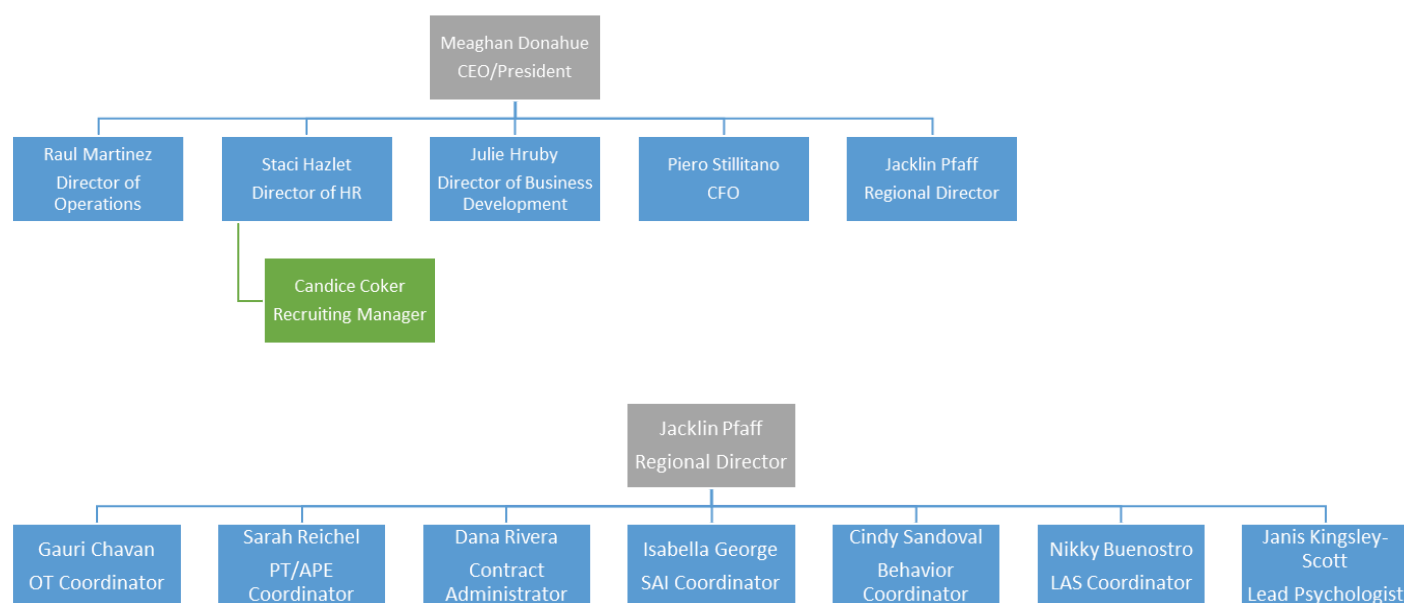 Meaghan Donahue
CEO/President
Raul Martinez
Director of
Operations
Staci Hazlet
Director of HR
Julie Hruby
Director of Business
Development
Piero Stillitano
CFO
Jacklin Pfaff
Regional Director
Candice Coker
Recruiting Manager
Jacklin Pfaff
Regional Director
Gauri Chavan
OT Coordinator
Sarah Reichel
PT/APE
Coordinator
Dana Rivera
Contract
Administrator
Isabella George
SAI Coordinator
Cindy Sandoval
Behavior
Coordinator
Nikky Buenostro
LAS Coordinator
Janis Kingsley-
Scott
Lead Psychologist